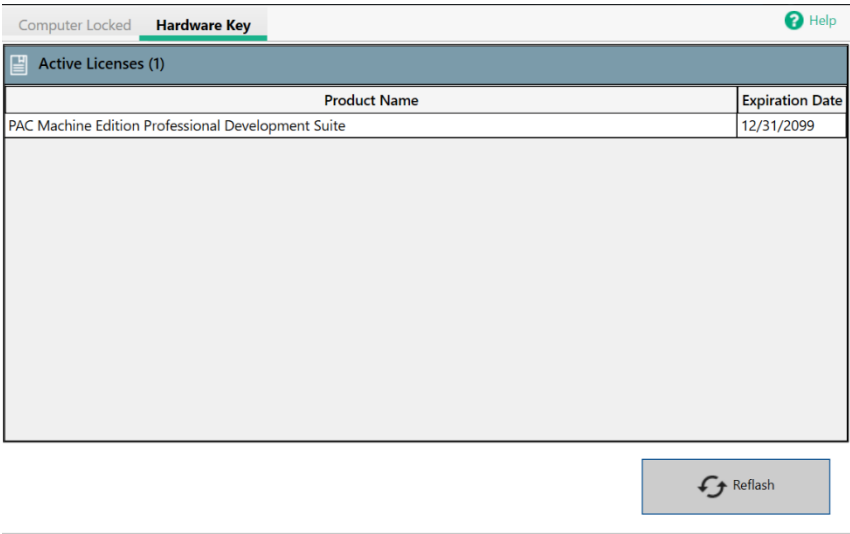 Computer Locked Hardware Key Help
Active Licenses (1)
Product Name Expiration Date
PAC Machine Edition Professional Development Suite 12/31/2099
Reflash